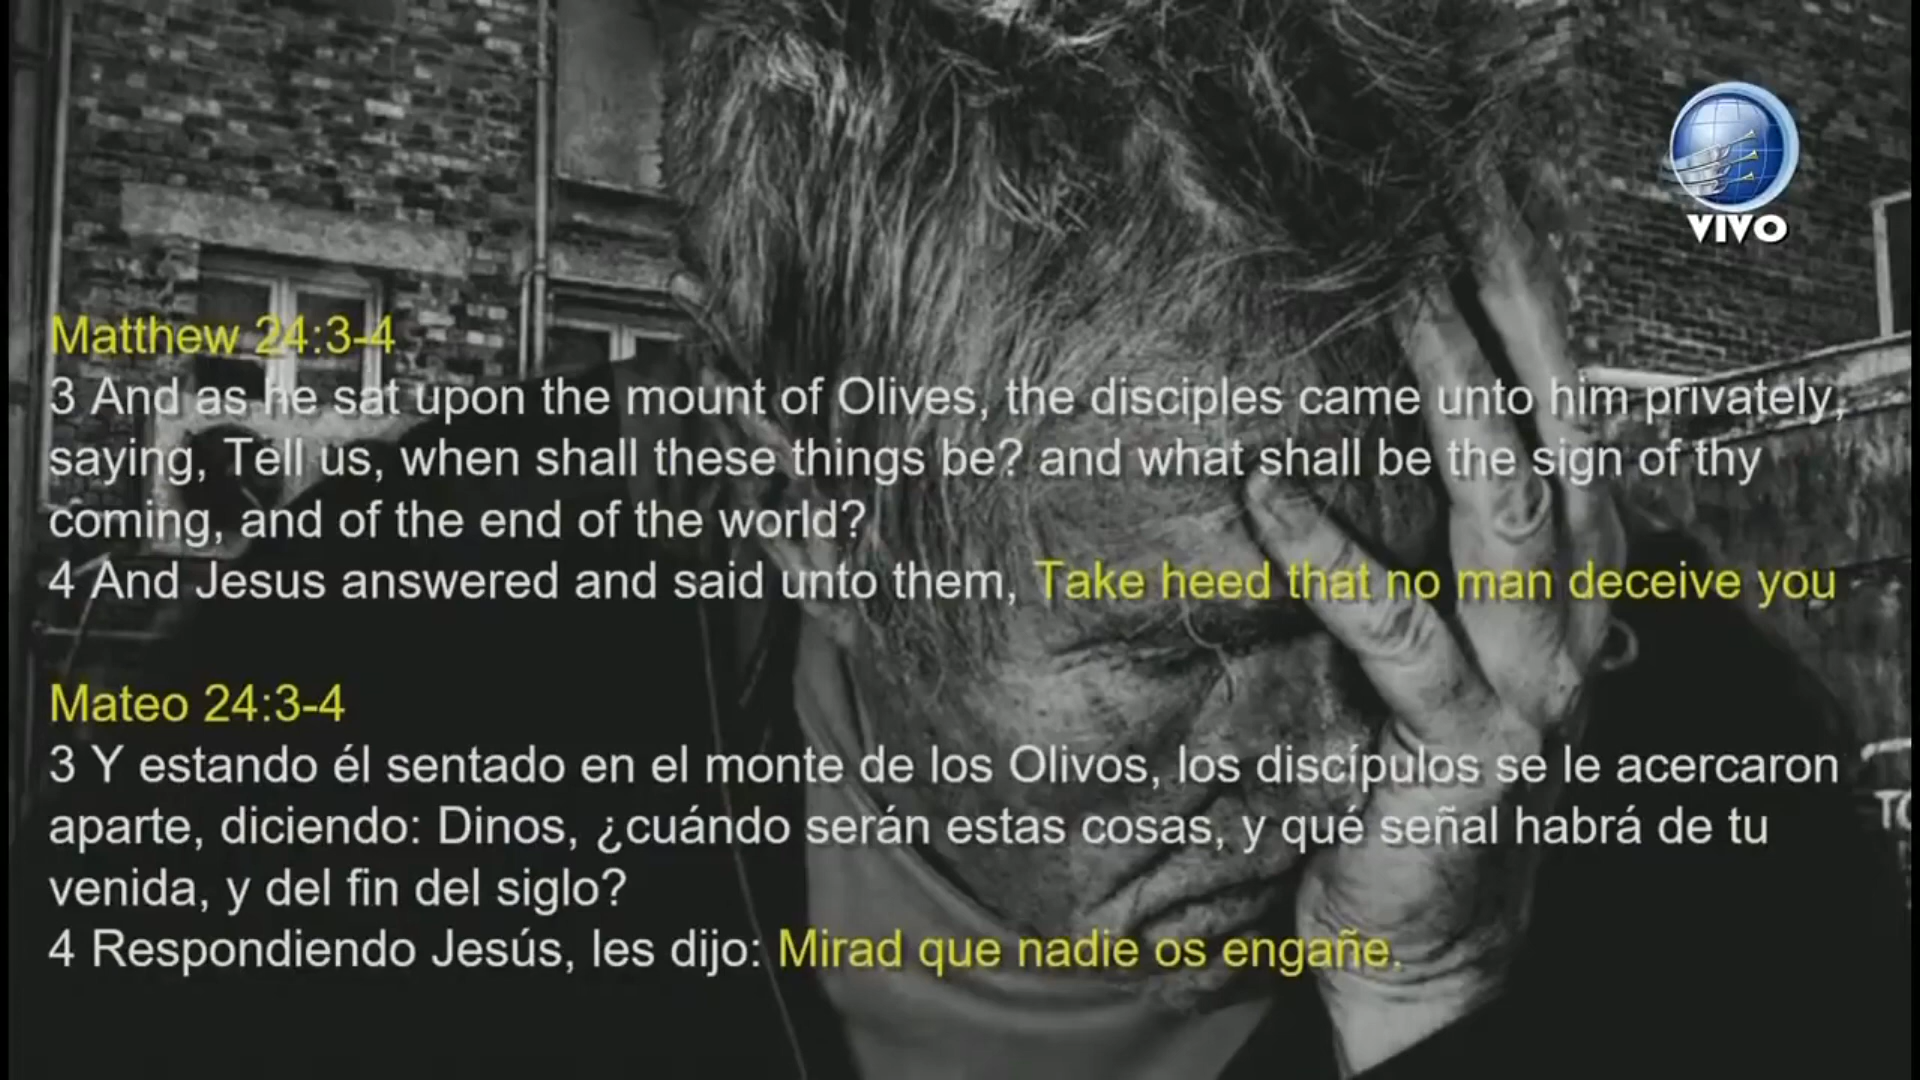 VIVO
Matthew 24:3-4
3 And as he sat upon the mount of Olives, the disciples came unto him privately,
saying, Tell us, when shall these things be? and what shall be the sign of thy
coming, and of the end of the world?
4 And Jesus answered and said unto them, Take heed that no man deceive you
Mateo 24:3-4
3 Y estando él sentado en el monte de los Olivos, los discípulos se le acercaron
aparte, diciendo: Dinos, ¿cuándo serán estas cosas, y qué señal habrá de tu
venida, y del fin del siglo?
4 Respondiendo Jesús, les dijo: Mirad que nadie os engañe.